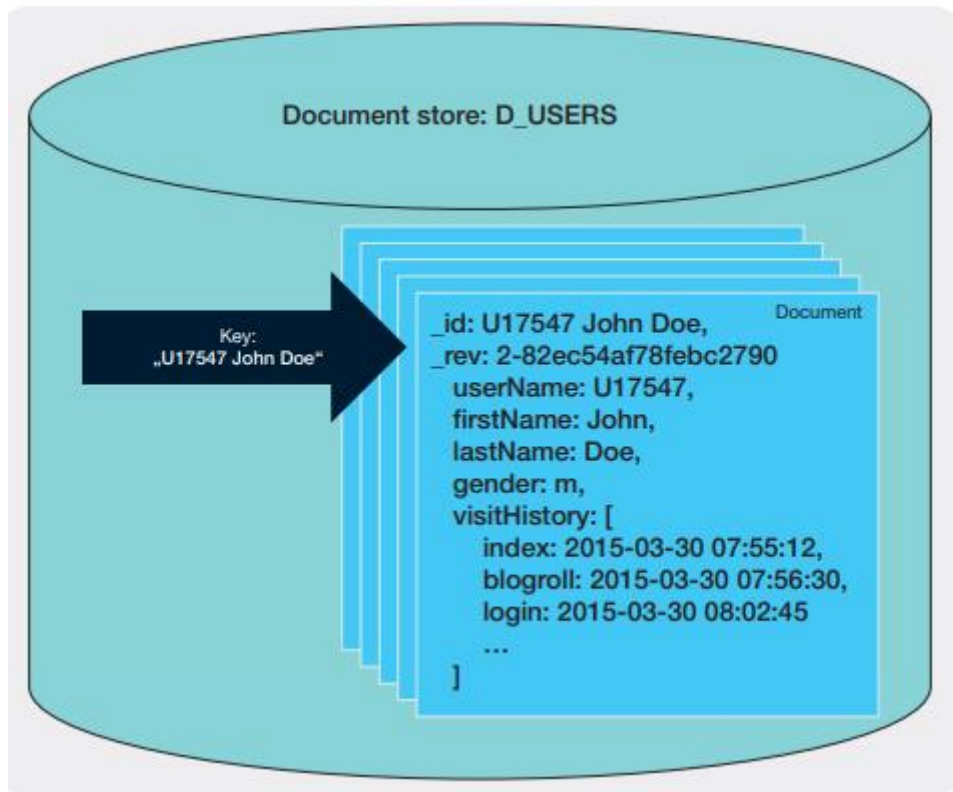 Document store: D_USERS
Key:
„U17547 John Doe“
Document
_id: U17547 John Doe,
_rev: 2-82ec54af78febc2790
userName: U17547,
firstName: John,
lastName: Doe,
gender: m,
visitHistory: [
index: 2015-03-30 07:55:12,
blogroll: 2015-03-30 07:56:30,
login: 2015-03-30 08:02:45
...
]